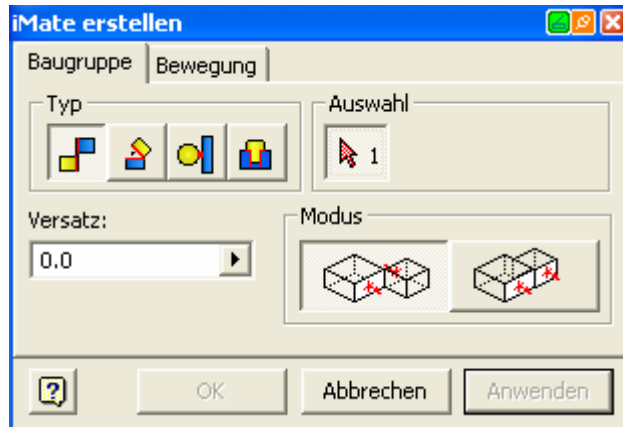 iMate erstellen
Baugruppe Bewegung
Typ Auswahl
1
Versatz: Modus
0.0
? OK Abbrechen Anwenden